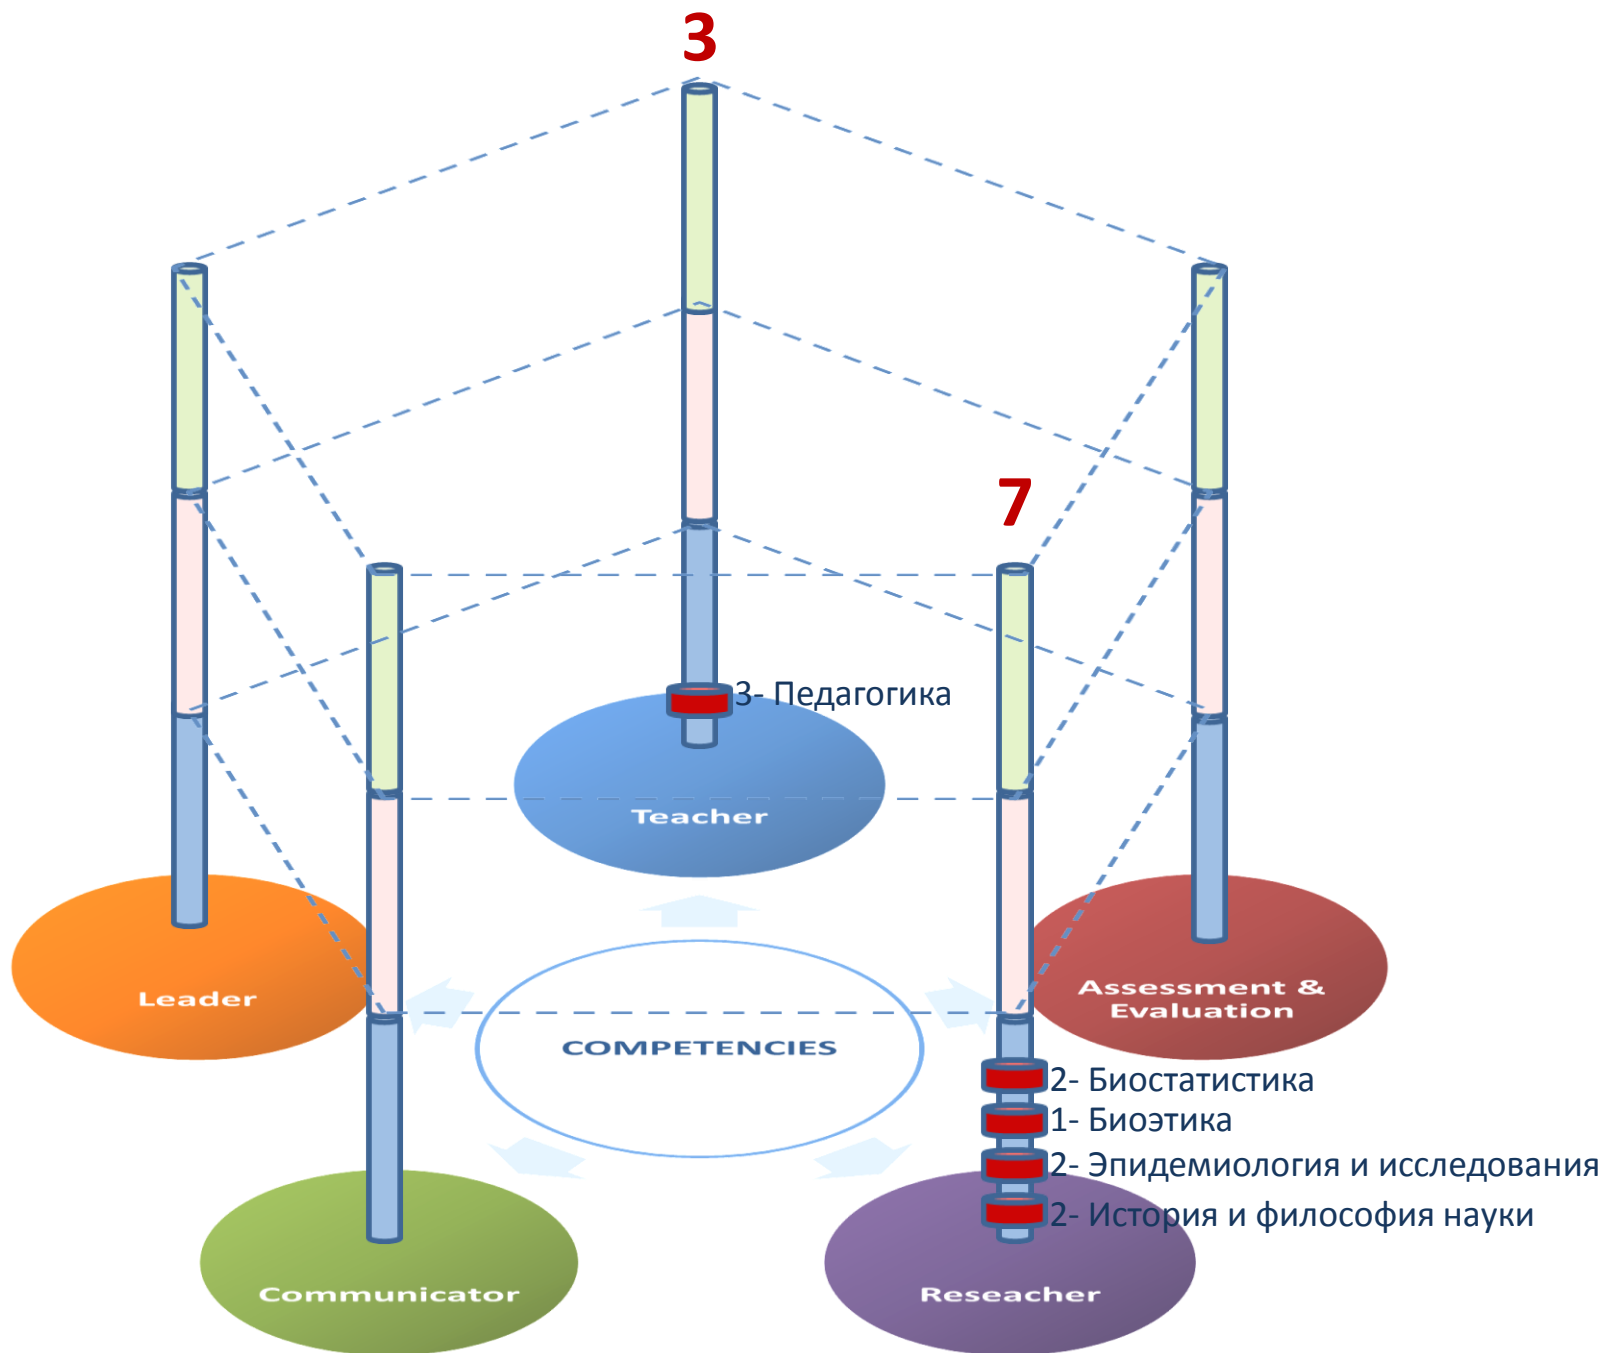 3
7
3- Педагогика
Teacher
Leader
Assessment &
Evaluation
COMPETENCIES
2- Биостатистика
1- Биоэтика
2- Эпидемиология и исследования
2- История и философия науки
Communicator
Reseacher